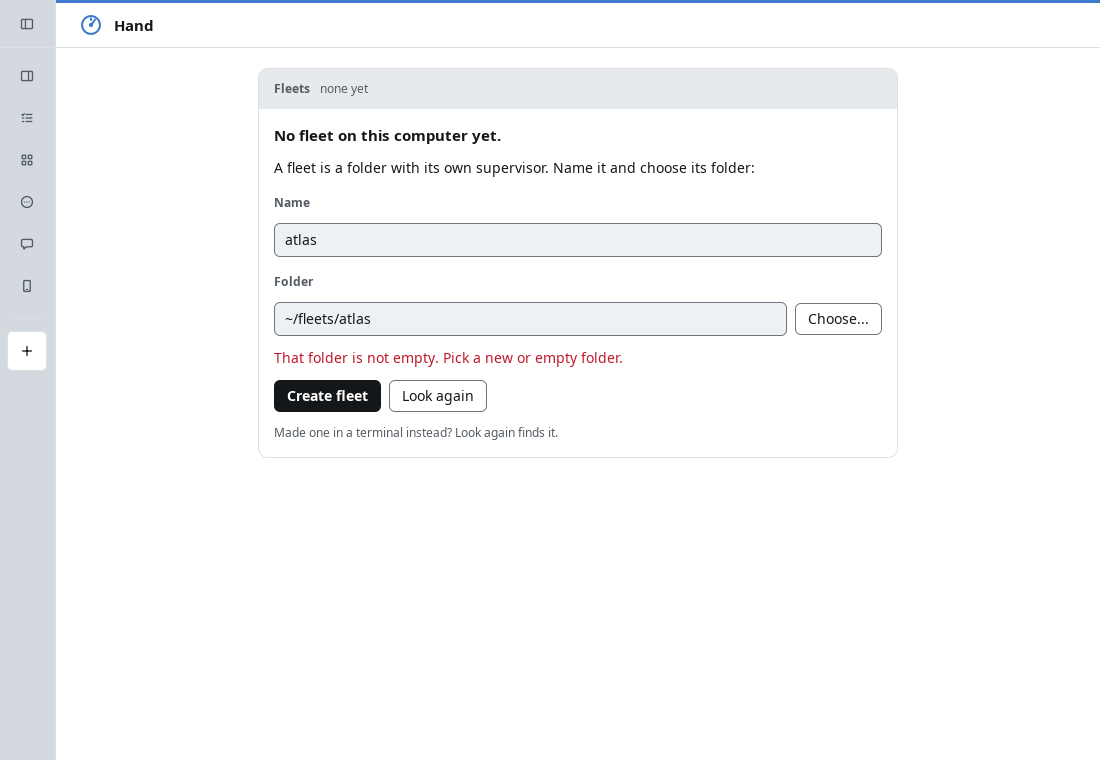 Hand
Fleets none yet
No fleet on this computer yet.
A fleet is a folder with its own supervisor. Name it and choose its folder:
Name
atlas
Folder
~/fleets/atlas
Choose...
That folder is not empty. Pick a new or empty folder.
Create fleet
Look again
Made one in a terminal instead? Look again finds it.